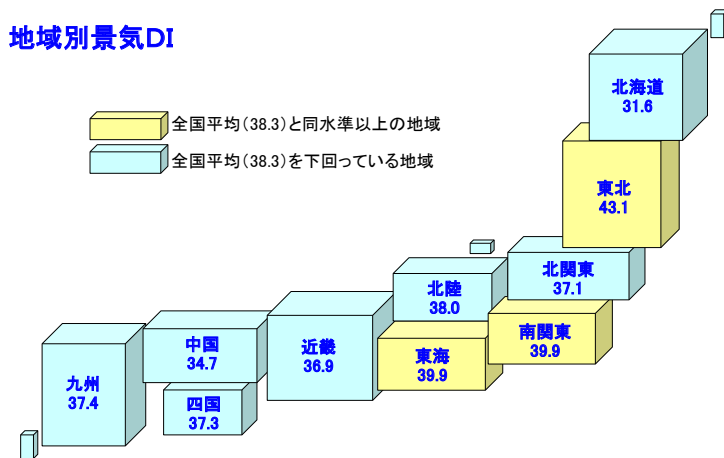 地域別景気DI
全国平均(38.3)と同水準以上の地域
全国平均(38.3)を下回っている地域
北海道
31.6
東北
43.1
北関東
37.1
北陸
38.0
南関東
39.9
東海
39.9
近畿
36.9
中国
34.7
四国
37.3
九州
37.4